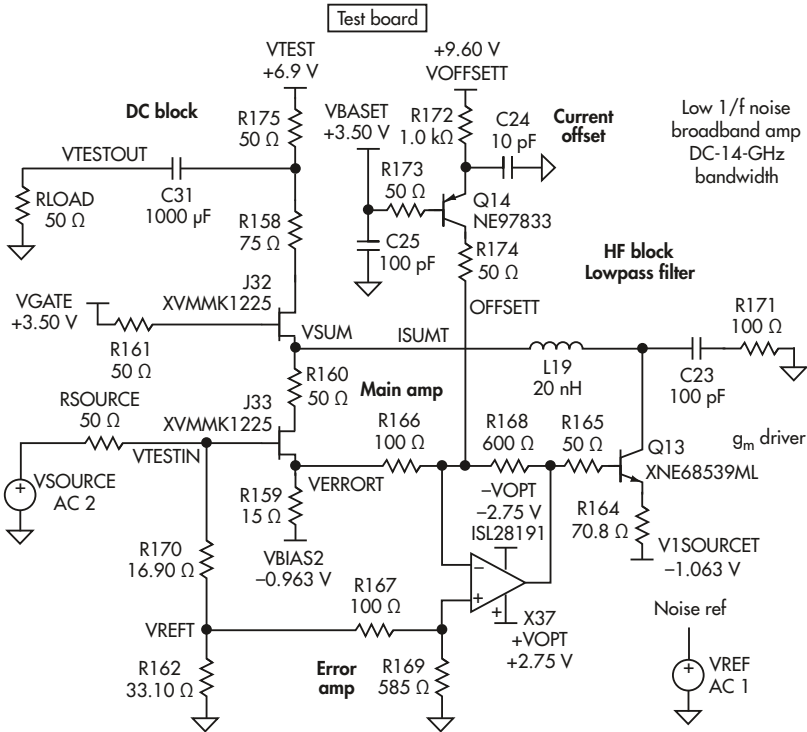 Test board
VTEST
+6.9 V
+9.60 V
VOFFSETT
DC block
R175
50 Ω
VBASET
+3.50 V
R172
1.0 kΩ
C24
10 pF
Current
offset
Low 1/f noise
broadband amp
DC-14-GHz
bandwidth
VTESTOUT
C31
1000 µF
RLOAD
50 Ω
R173
50 Ω
Q14
NE97833
R158
75 Ω
C25
100 pF
R174
50 Ω
HF block
Lowpass filter
J32
XVMMK1225
VGATE
+3.50 V
R161
50 Ω
VSUM
ISUMT
OFFSETT
L19
20 nH
R171
100 Ω
C23
100 pF
R160
50 Ω
Main amp
RSOURCE
50 Ω
J33
XVMMK1225
VTESTIN
R166
100 Ω
R168
600 Ω
R165
50 Ω
Q13
XNE68539ML
gm driver
VSOURCE
AC 2
VERRORT
R159
15 Ω
VBIAS2
−0.963 V
−VOPT
−2.75 V
ISL28191
R164
70.8 Ω
V1SOURCET
−1.063 V
R170
16.90 Ω
R167
100 Ω
−
+
+
X37
+VOPT
+2.75 V
VREFT
R162
33.10 Ω
Error
amp
R169
585 Ω
Noise ref
VREF
AC 1
+
+